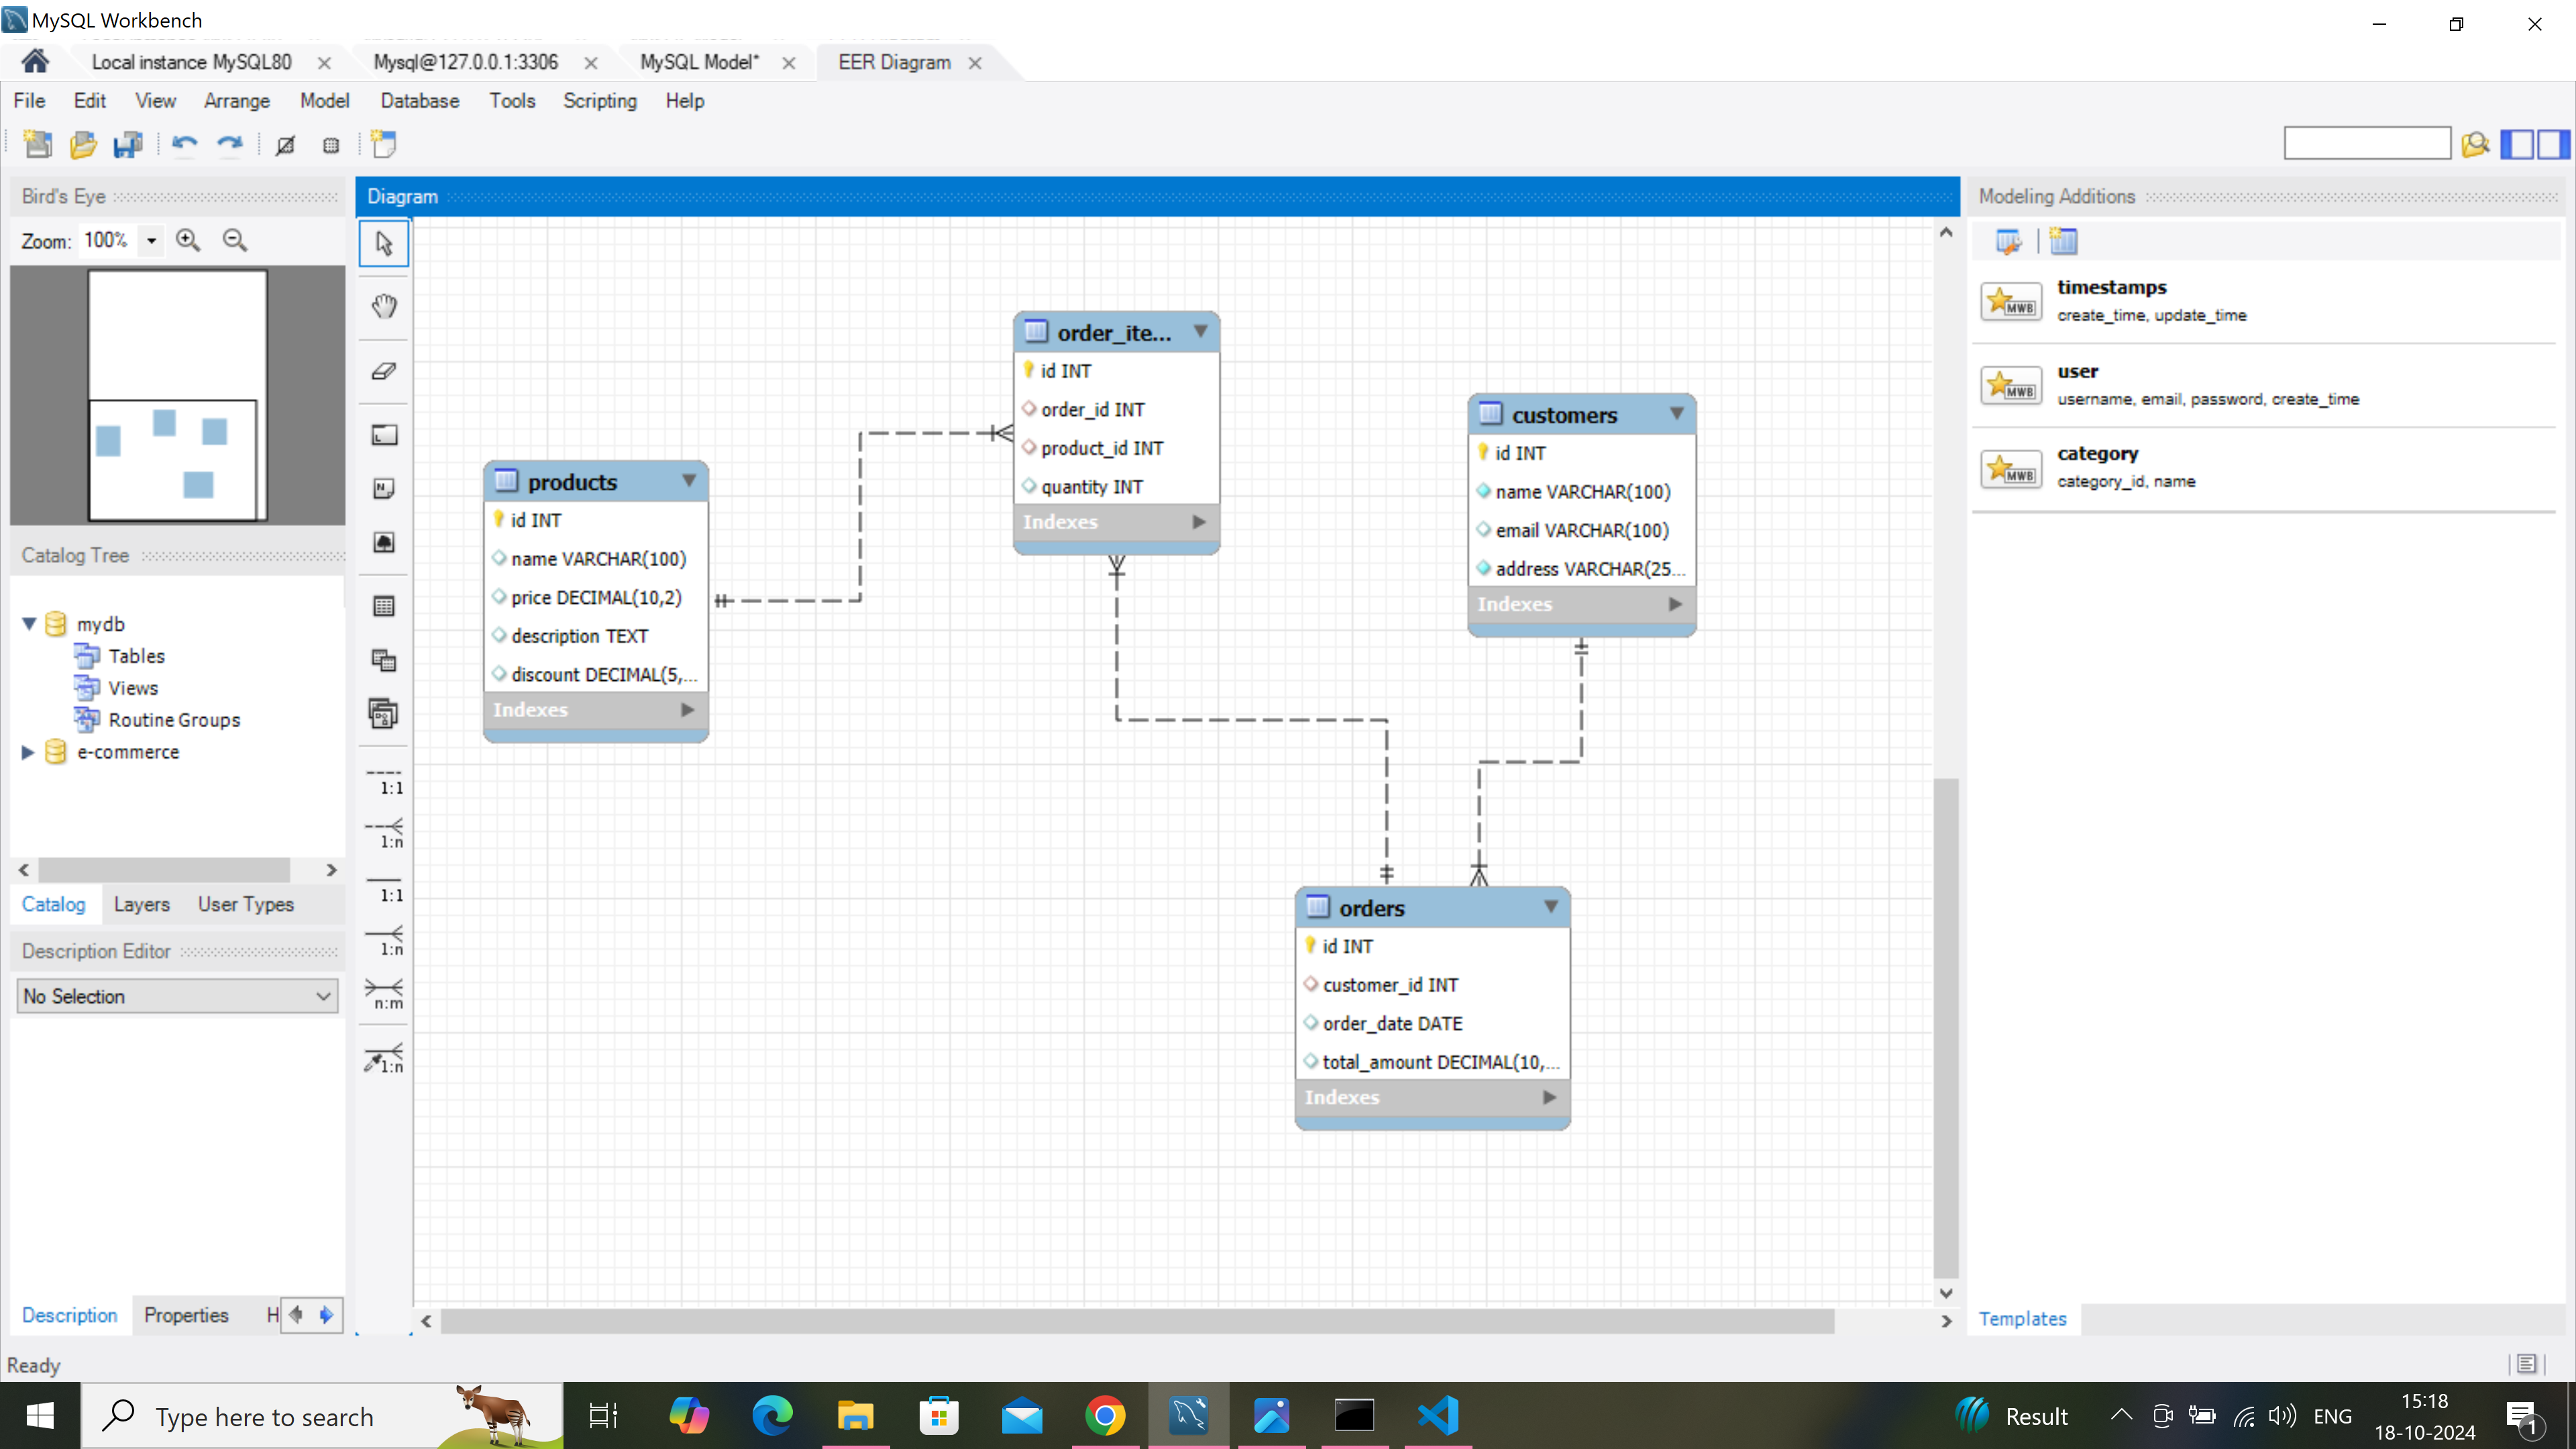 MySQL Workbench
Local instance MySQL80
Mysql@127.0.0.1:3306
MySQL Model*
EER Diagram
File Edit View Arrange Model Database Tools Scripting Help
Bird's Eye
Zoom: 100%
Catalog Tree
mydb
Tables
Views
Routine Groups
e-commerce
Catalog Layers User Types
Description Editor
No Selection
Description Properties H
Ready
Diagram
1:1
1:n
1:1
1:n
n:m
1:n
products
id INT
name VARCHAR(100)
price DECIMAL(10,2)
description TEXT
discount DECIMAL(5,...
Indexes
order_ite...
id INT
order_id INT
product_id INT
quantity INT
Indexes
customers
id INT
name VARCHAR(100)
email VARCHAR(100)
address VARCHAR(25...
Indexes
orders
id INT
customer_id INT
order_date DATE
total_amount DECIMAL(10,...
Indexes
Modeling Additions
MWB
timestamps
create_time, update_time
MWB
user
username, email, password, create_time
MWB
category
category_id, name
Templates
Type here to search
Result
ENG
15:18
18-10-2024
1